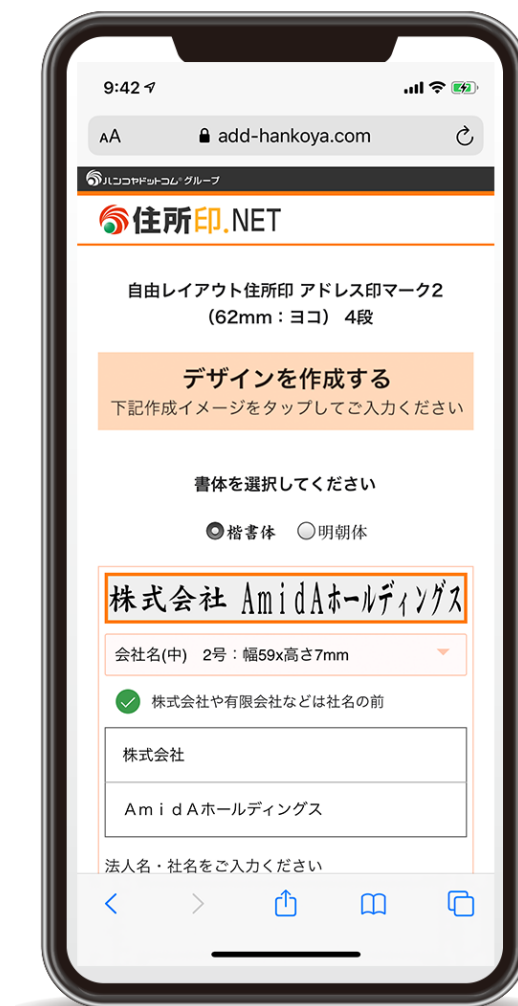 9:42
AA add-hankoya.com
ハンコヤドットコム®グループ
住所印.NET
自由レイアウト住所印 アドレス印マーク2
（62mm：ヨコ） 4段
デザインを作成する
下記作成イメージをタップしてご入力ください
書体を選択してください
楷書体 明朝体
株式会社 AmidAホールディングス
会社名(中) 2号：幅59x高さ7mm
株式会社や有限会社などは社名の前
株式会社
ＡｍｉｄＡホールディングス
法人名・社名をご入力ください